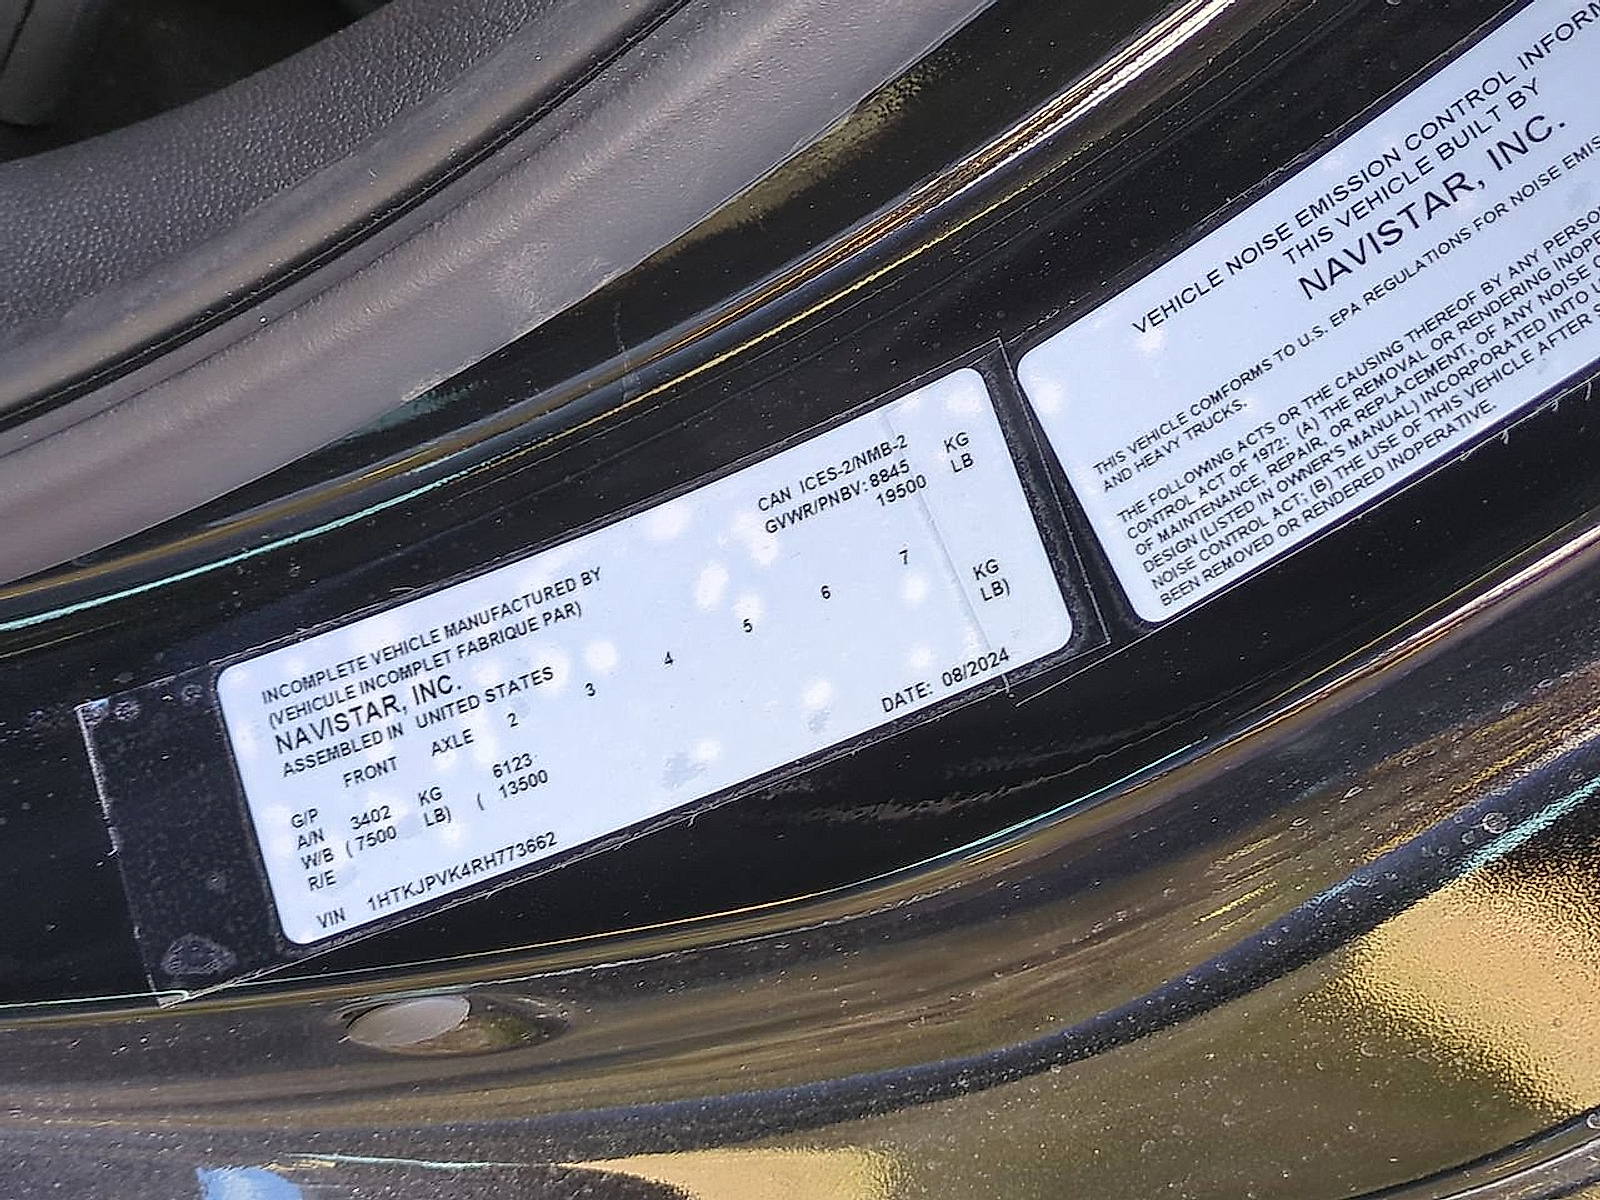 INCOMPLETE VEHICLE MANUFACTURED BY
(VEHICULE INCOMPLET FABRIQUE PAR)
NAVISTAR, INC.
ASSEMBLED IN UNITED STATES
CAN ICES-2/NMB-2
GVWR/PNBV: 8845 KG
19500 LB
FRONT AXLE 2 3 4 5 6 7
G/P
A/N 3402 KG 6123 KG
W/B ( 7500 LB) ( 13500 LB)
R/E
VIN 1HTKJPVK4RH773662
DATE: 08/2024
VEHICLE NOISE EMISSION CONTROL INFORM
THIS VEHICLE BUILT BY
NAVISTAR, INC.
THIS VEHICLE COMFORMS TO U.S. EPA REGULATIONS FOR NOISE EMIS
AND HEAVY TRUCKS.
THE FOLLOWING ACTS OR THE CAUSING THEREOF BY ANY PERSO
CONTROL ACT OF 1972: (A) THE REMOVAL OR RENDERING INOPE
OF MAINTENANCE, REPAIR, OR REPLACEMENT, OF ANY NOISE
DESIGN (LISTED IN OWNER'S MANUAL) INCORPORATED INTO
NOISE CONTROL ACT; (B) THE USE OF THIS VEHICLE AFTER
BEEN REMOVED OR RENDERED INOPERATIVE.